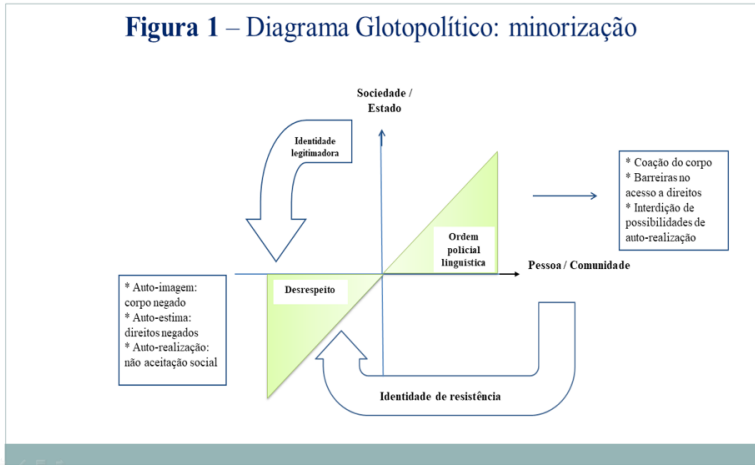 Figura 1 – Diagrama Glotopolítico: minorização
Sociedade /
Estado
Identidade
legitimadora
* Coação do corpo
* Barreiras no
acesso a direitos
* Interdição de
possibilidades de
auto-realização
Ordem
policial
linguística
Pessoa / Comunidade
Desrespeito
* Auto-imagem:
corpo negado
* Auto-estima:
direitos negados
* Auto-realização:
não aceitação social
Identidade de resistência